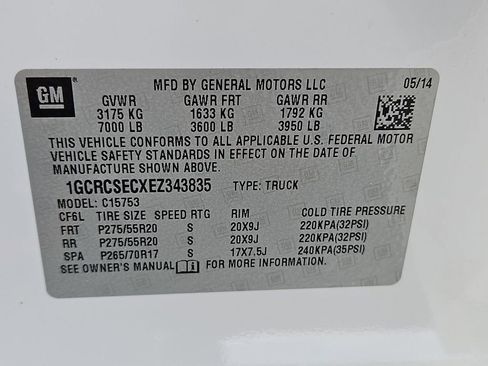 GM
MFD BY GENERAL MOTORS LLC 05/14
GVWR GAWR FRT GAWR RR
3175 KG 1633 KG 1792 KG
7000 LB 3600 LB 3950 LB
THIS VEHICLE CONFORMS TO ALL APPLICABLE U.S. FEDERAL MOTOR
VEHICLE SAFETY STANDARDS IN EFFECT ON THE DATE OF
MANUFACTURE SHOWN ABOVE.
1GCRCSECXEZ343835 TYPE: TRUCK
MODEL: C15753
CF6L TIRE SIZE SPEED RTG RIM COLD TIRE PRESSURE
FRT P275/55R20 S 20X9J 220KPA(32PSI)
RR P275/55R20 S 20X9J 220KPA(32PSI)
SPA P265/70R17 S 17X7.5J 240KPA(35PSI)
SEE OWNER'S MANUAL FOR MORE INFORMATION.